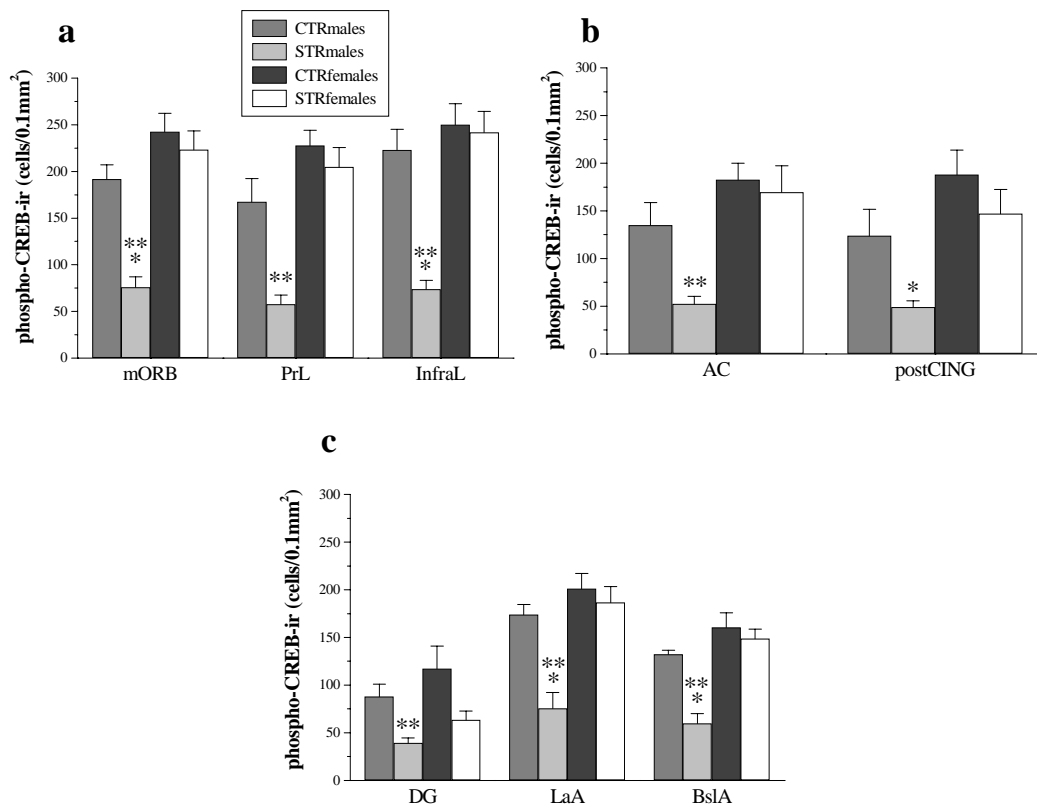 a
CTRmales
STRmales
CTRfemales
STRfemales
phospho-CREB-ir (cells/0.1mm²)
300
250
200
150
100
50
0
**
*
**
**
*
mORB
PrL
InfraL
b
phospho-CREB-ir (cells/0.1mm²)
300
250
200
150
100
50
0
**
*
AC
postCING
c
phospho-CREB-ir (cells/0.1mm²)
300
250
200
150
100
50
0
**
**
*
**
*
DG
LaA
BslA